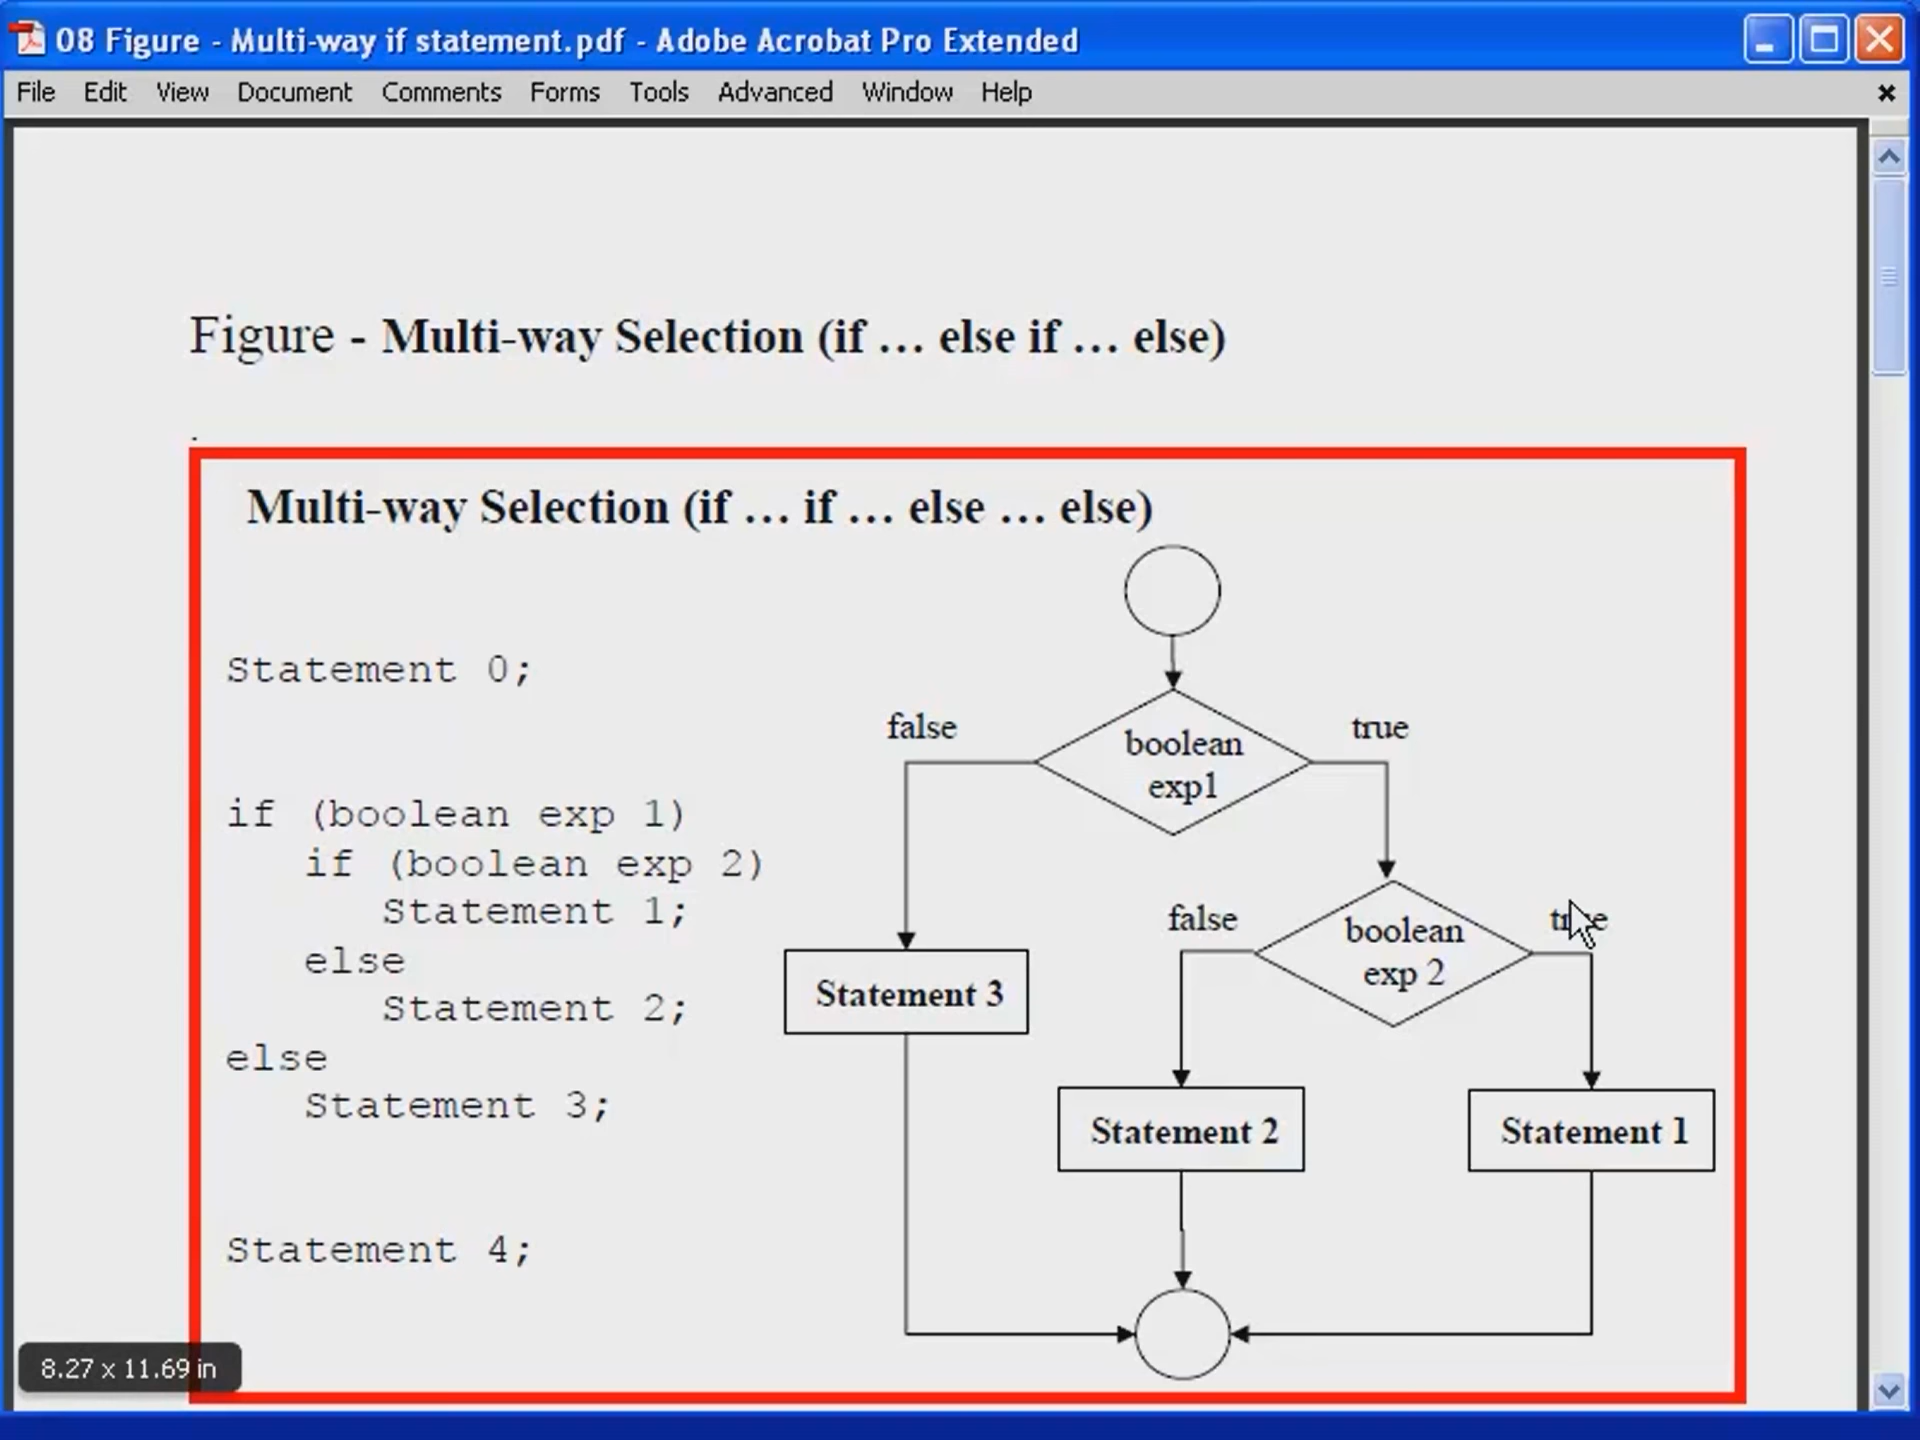 08 Figure - Multi-way if statement.pdf - Adobe Acrobat Pro Extended
File Edit View Document Comments Forms Tools Advanced Window Help
Figure - Multi-way Selection (if … else if … else)
.
Multi-way Selection (if … if … else … else)
Statement 0;
if (boolean exp 1)
if (boolean exp 2)
Statement 1;
else
Statement 2;
else
Statement 3;
Statement 4;
false
boolean
exp1
true
false
boolean
exp 2
true
Statement 3
Statement 2
Statement 1
8.27 x 11.69 in